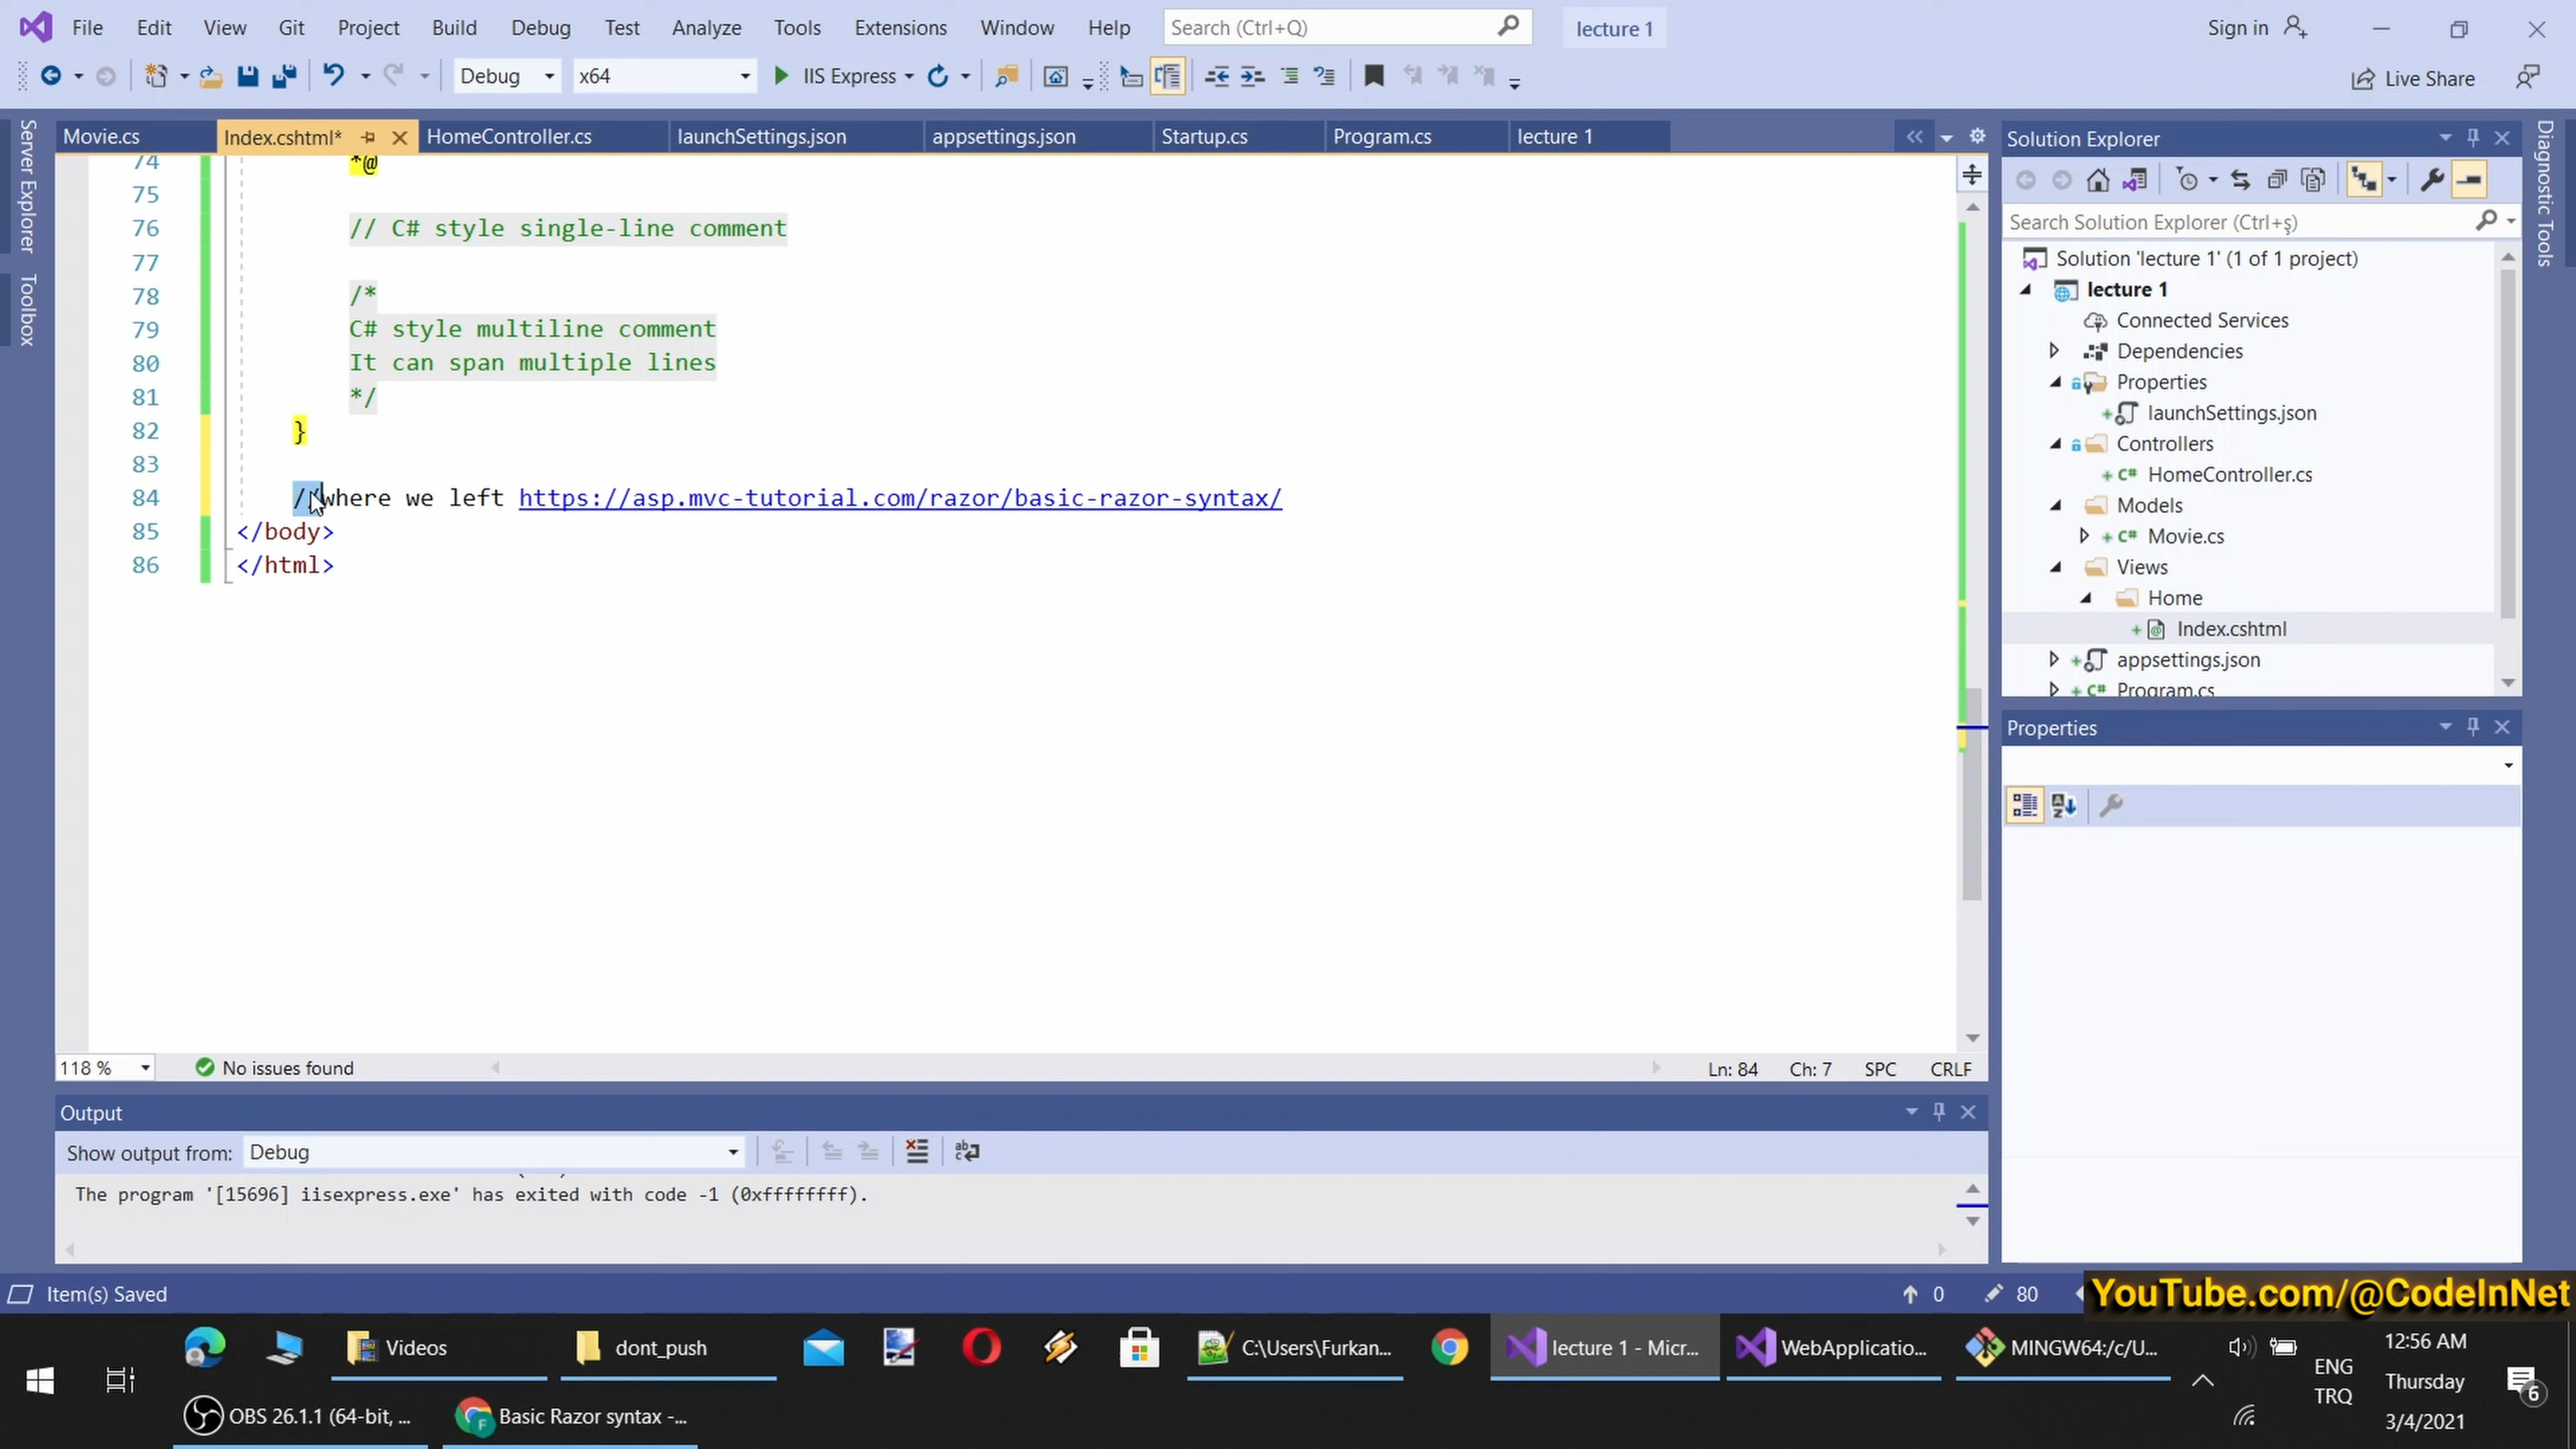 File Edit View Git Project Build Debug Test Analyze Tools Extensions Window Help Search (Ctrl+Q) lecture 1 Sign in
Debug x64 IIS Express Live Share
Server Explorer
Toolbox
Movie.cs Index.cshtml* HomeController.cs launchSettings.json appsettings.json Startup.cs Program.cs lecture 1
74 *@
75
76 // C# style single-line comment
77
78 /*
79 C# style multiline comment
80 It can span multiple lines
81 */
82 }
83
84 //where we left https://asp.mvc-tutorial.com/razor/basic-razor-syntax/
85 </body>
86 </html>
118 % No issues found Ln: 84 Ch: 7 SPC CRLF
Output
Show output from: Debug
The program '[15696] iisexpress.exe' has exited with code -1 (0xffffffff).
Solution Explorer
Search Solution Explorer (Ctrl+ş)
Solution 'lecture 1' (1 of 1 project)
lecture 1
Connected Services
Dependencies
Properties
launchSettings.json
Controllers
HomeController.cs
Models
Movie.cs
Views
Home
Index.cshtml
appsettings.json
Program.cs
Properties
Diagnostic Tools
Item(s) Saved 0 80
YouTube.com/@CodeInNet
Videos dont_push C:\Users\Furkan... lecture 1 - Micr... WebApplicatio... MINGW64:/c/U...
OBS 26.1.1 (64-bit, ... Basic Razor syntax -...
ENG
TRQ
12:56 AM
Thursday
3/4/2021
6